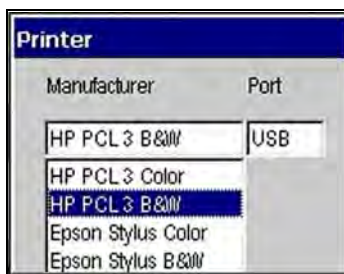 Printer
Manufacturer Port
HP PCL 3 B&W USB
HP PCL 3 Color
HP PCL 3 B&W
Epson Stylus Color
Epson Stylus B&W